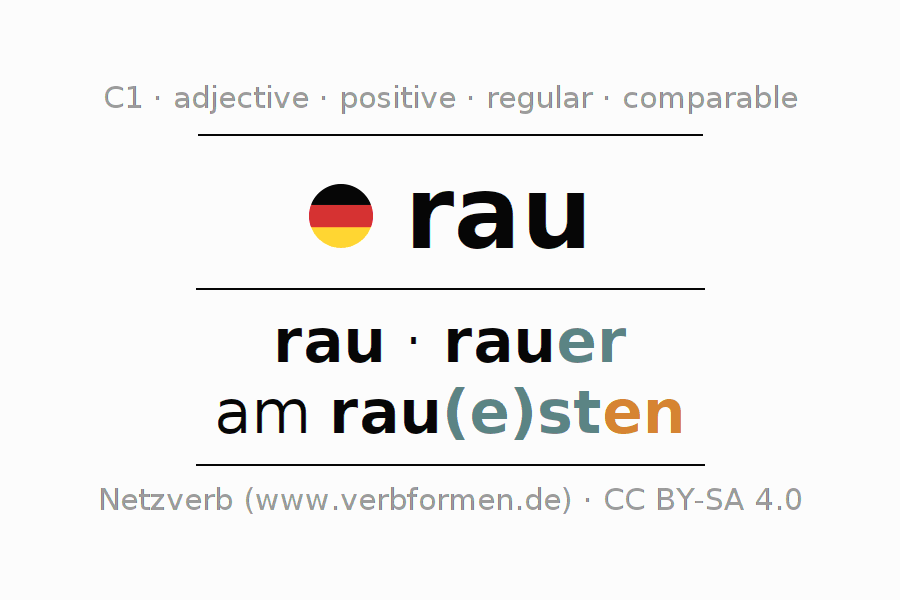 C1 · adjective · positive · regular · comparable
rau
rau · rauer
am rau(e)sten
Netzverb (www.verbformen.de) · CC BY-SA 4.0